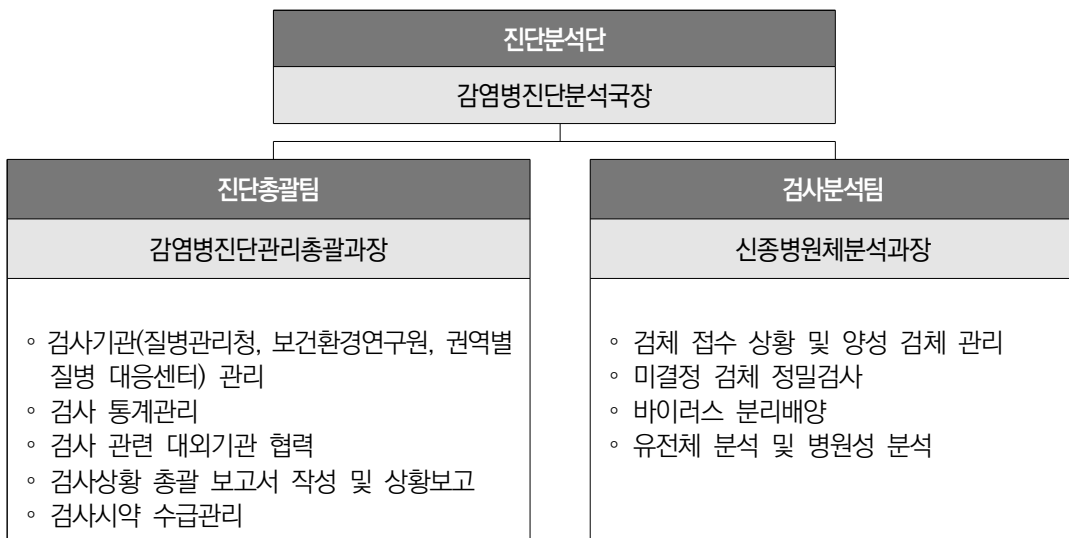 진단분석단
감염병진단분석국장
진단총괄팀
감염병진단관리총괄과장
◦ 검사기관(질병관리청, 보건환경연구원, 권역별
질병 대응센터) 관리
◦ 검사 통계관리
◦ 검사 관련 대외기관 협력
◦ 검사상황 총괄 보고서 작성 및 상황보고
◦ 검사시약 수급관리
검사분석팀
신종병원체분석과장
◦ 검체 접수 상황 및 양성 검체 관리
◦ 미결정 검체 정밀검사
◦ 바이러스 분리배양
◦ 유전체 분석 및 병원성 분석